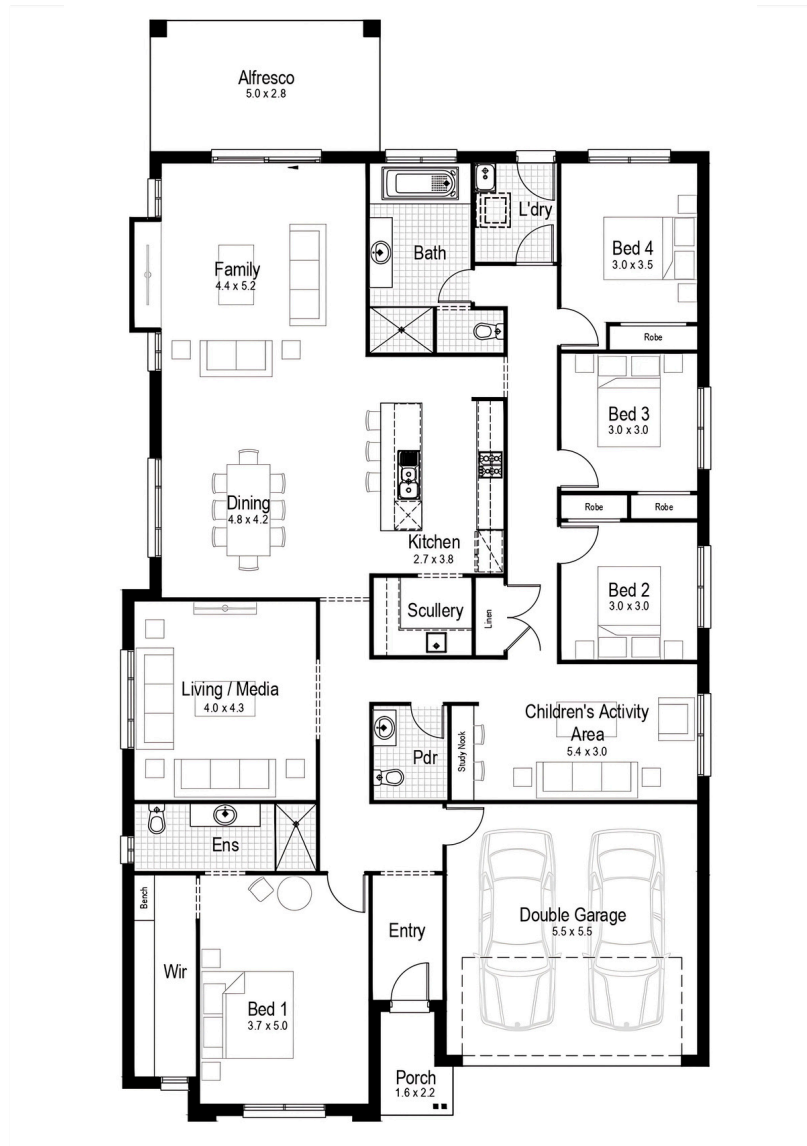 Alfresco
5.0 x 2.8
L'dry
Bath
Bed 4
3.0 x 3.5
Family
4.4 x 5.2
Robe
Bed 3
3.0 x 3.0
Dining
4.8 x 4.2
Robe
Robe
Kitchen
2.7 x 3.8
Bed 2
3.0 x 3.0
Scullery
Linen
Living / Media
4.0 x 4.3
Children's Activity
Area
5.4 x 3.0
Study Nook
Pdr
Ens
Bench
Double Garage
5.5 x 5.5
Entry
Wir
Bed 1
3.7 x 5.0
Porch
1.6 x 2.2